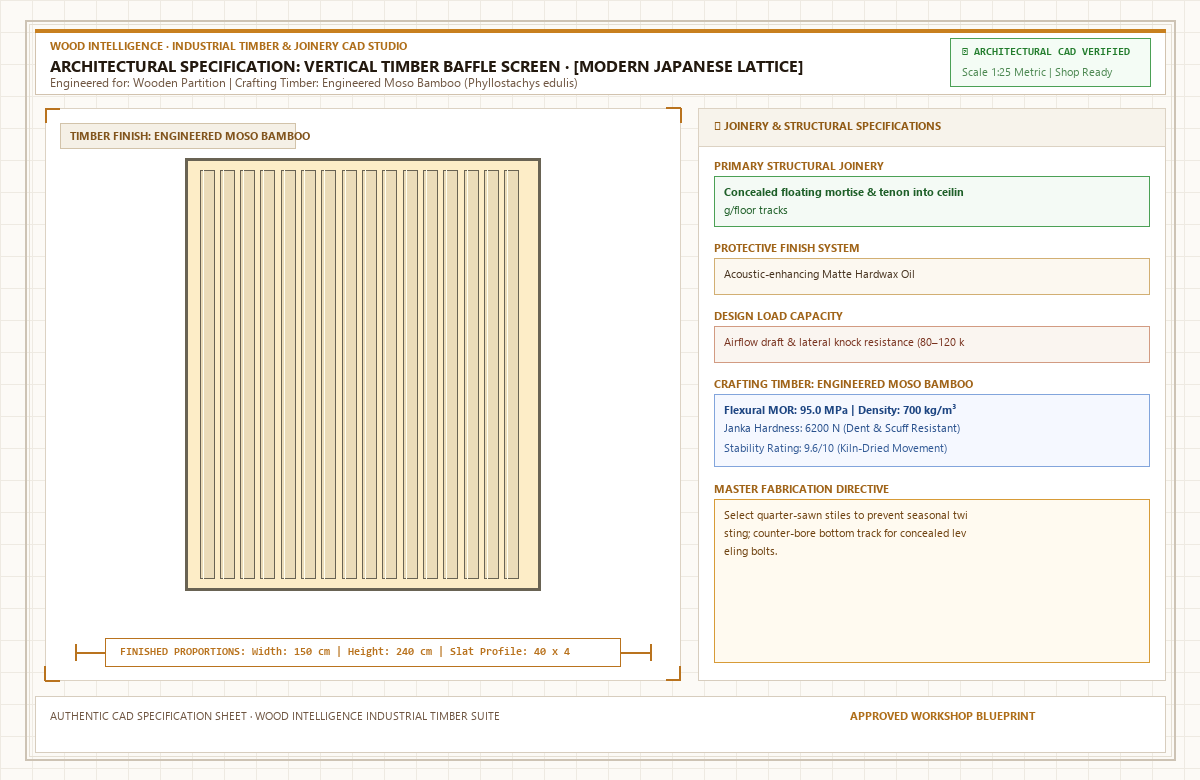 WOOD INTELLIGENCE · INDUSTRIAL TIMBER & JOINERY CAD STUDIO
ARCHITECTURAL SPECIFICATION: VERTICAL TIMBER BAFFLE SCREEN · [MODERN JAPANESE LATTICE]
Engineered for: Wooden Partition | Crafting Timber: Engineered Moso Bamboo (Phyllostachys edulis)
ARCHITECTURAL CAD VERIFIED
Scale 1:25 Metric | Shop Ready
TIMBER FINISH: ENGINEERED MOSO BAMBOO
FINISHED PROPORTIONS: Width: 150 cm | Height: 240 cm | Slat Profile: 40 x 4
JOINERY & STRUCTURAL SPECIFICATIONS
PRIMARY STRUCTURAL JOINERY
Concealed floating mortise & tenon into ceilin
g/floor tracks
PROTECTIVE FINISH SYSTEM
Acoustic-enhancing Matte Hardwax Oil
DESIGN LOAD CAPACITY
Airflow draft & lateral knock resistance (80–120 k
CRAFTING TIMBER: ENGINEERED MOSO BAMBOO
Flexural MOR: 95.0 MPa | Density: 700 kg/m³
Janka Hardness: 6200 N (Dent & Scuff Resistant)
Stability Rating: 9.6/10 (Kiln-Dried Movement)
MASTER FABRICATION DIRECTIVE
Select quarter-sawn stiles to prevent seasonal twi
sting; counter-bore bottom track for concealed lev
eling bolts.
AUTHENTIC CAD SPECIFICATION SHEET · WOOD INTELLIGENCE INDUSTRIAL TIMBER SUITE
APPROVED WORKSHOP BLUEPRINT